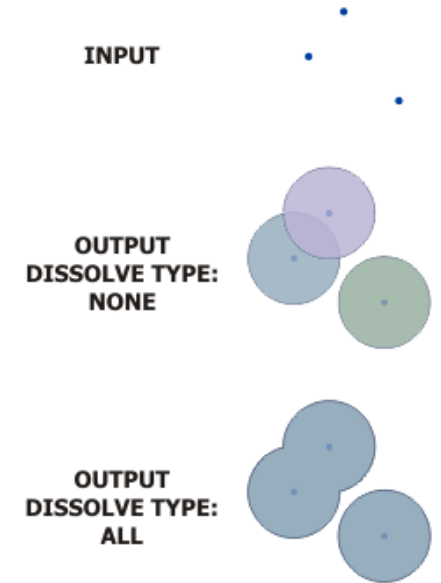 INPUT
OUTPUT
DISSOLVE TYPE:
NONE
OUTPUT
DISSOLVE TYPE:
ALL